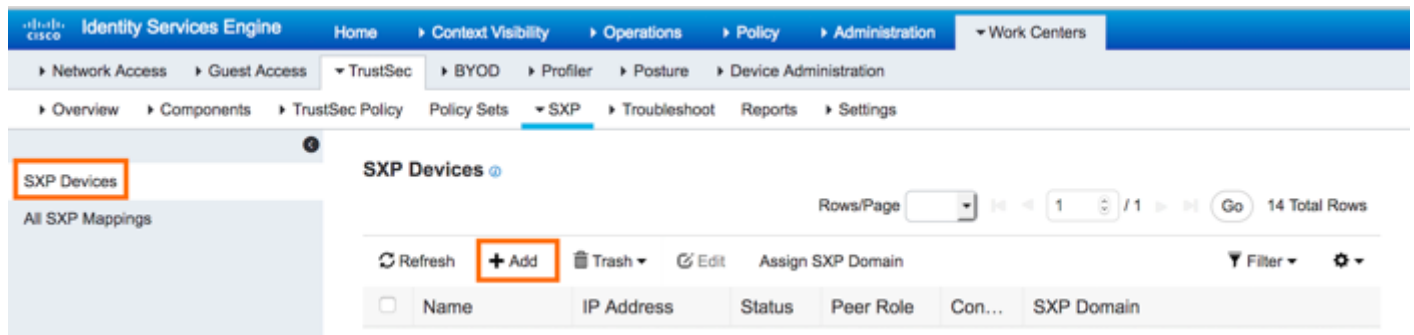 cisco Identity Services Engine Home Context Visibility Operations Policy Administration Work Centers
Network Access Guest Access TrustSec BYOD Profiler Posture Device Administration
Overview Components TrustSec Policy Policy Sets SXP Troubleshoot Reports Settings
SXP Devices
All SXP Mappings
SXP Devices
Rows/Page 1 / 1 Go 14 Total Rows
Refresh + Add Trash Edit Assign SXP Domain Filter
Name IP Address Status Peer Role Con... SXP Domain